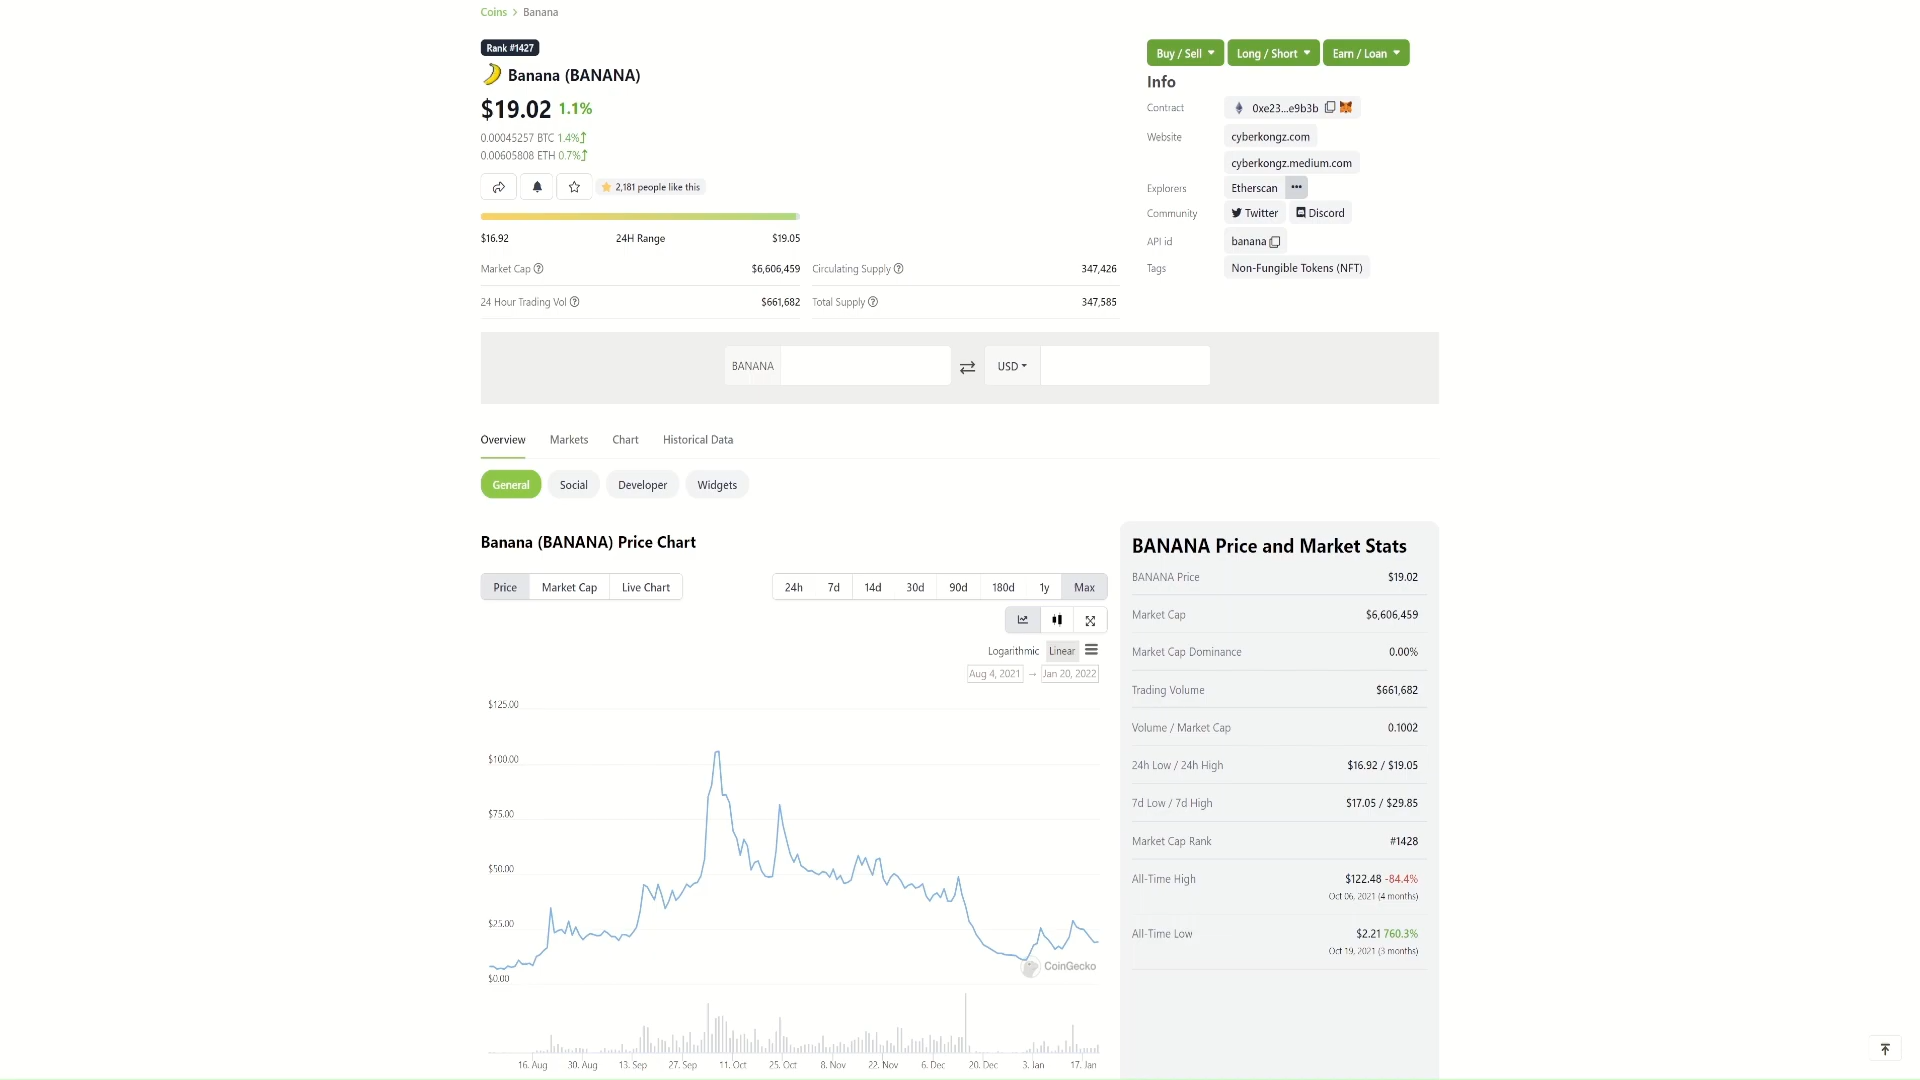 Coins > Banana
Rank #1427
Banana (BANANA)
$19.02 1.1%
0.00045257 BTC 1.4%
0.00605808 ETH 0.7%
2,181 people like this
$16.92 24H Range $19.05
Market Cap $6,606,459 Circulating Supply 347,426
24 Hour Trading Vol $661,682 Total Supply 347,585
Buy / Sell Long / Short Earn / Loan
Info
Contract 0xe23...e9b3b
Website cyberkongz.com
cyberkongz.medium.com
Explorers Etherscan •••
Community Twitter Discord
API id banana
Tags Non-Fungible Tokens (NFT)
BANANA USD
Overview Markets Chart Historical Data
General Social Developer Widgets
Banana (BANANA) Price Chart
Price Market Cap Live Chart 24h 7d 14d 30d 90d 180d 1y Max
Logarithmic Linear
Aug 4, 2021 → Jan 20, 2022
$125.00
$100.00
$75.00
$50.00
$25.00
$0.00
CoinGecko
16. Aug 30. Aug 13. Sep 27. Sep 11. Oct 25. Oct 8. Nov 22. Nov 6. Dec 20. Dec 3. Jan 17. Jan
BANANA Price and Market Stats
BANANA Price $19.02
Market Cap $6,606,459
Market Cap Dominance 0.00%
Trading Volume $661,682
Volume / Market Cap 0.1002
24h Low / 24h High $16.92 / $19.05
7d Low / 7d High $17.05 / $29.85
Market Cap Rank #1428
All-Time High $122.48 -84.4%
Oct 06, 2021 (4 months)
All-Time Low $2.21 760.3%
Oct 19, 2021 (3 months)